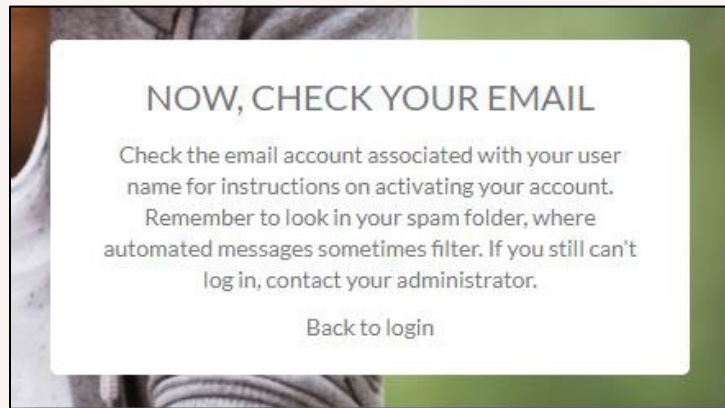 NOW, CHECK YOUR EMAIL
Check the email account associated with your user
name for instructions on activating your account.
Remember to look in your spam folder, where
automated messages sometimes filter. If you still can't
log in, contact your administrator.
Back to login